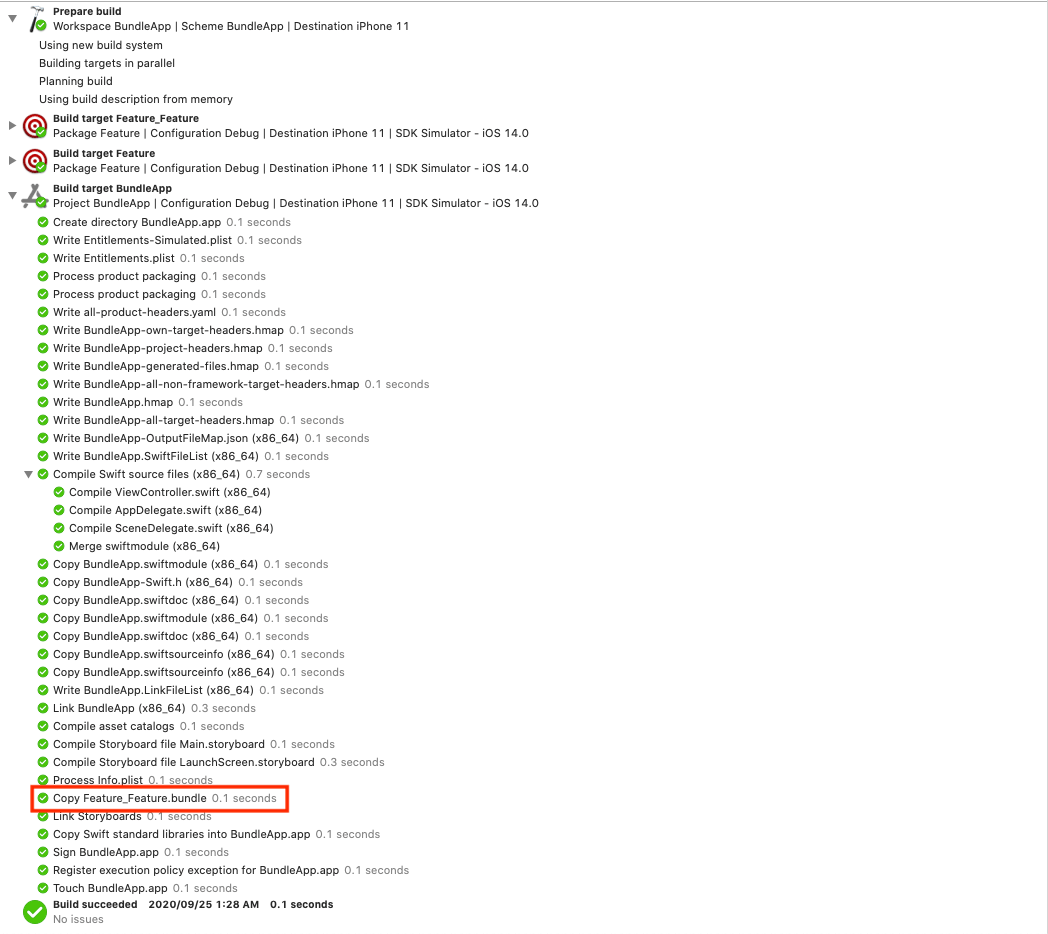 Prepare build
Workspace BundleApp | Scheme BundleApp | Destination iPhone 11
Using new build system
Building targets in parallel
Planning build
Using build description from memory
Build target Feature_Feature
Package Feature | Configuration Debug | Destination iPhone 11 | SDK Simulator - iOS 14.0
Build target Feature
Package Feature | Configuration Debug | Destination iPhone 11 | SDK Simulator - iOS 14.0
Build target BundleApp
Project BundleApp | Configuration Debug | Destination iPhone 11 | SDK Simulator - iOS 14.0
Create directory BundleApp.app 0.1 seconds
Write Entitlements-Simulated.plist 0.1 seconds
Write Entitlements.plist 0.1 seconds
Process product packaging 0.1 seconds
Process product packaging 0.1 seconds
Write all-product-headers.yaml 0.1 seconds
Write BundleApp-own-target-headers.hmap 0.1 seconds
Write BundleApp-project-headers.hmap 0.1 seconds
Write BundleApp-generated-files.hmap 0.1 seconds
Write BundleApp-all-non-framework-target-headers.hmap 0.1 seconds
Write BundleApp.hmap 0.1 seconds
Write BundleApp-all-target-headers.hmap 0.1 seconds
Write BundleApp-OutputFileMap.json (x86_64) 0.1 seconds
Write BundleApp.SwiftFileList (x86_64) 0.1 seconds
Compile Swift source files (x86_64) 0.7 seconds
Compile ViewController.swift (x86_64)
Compile AppDelegate.swift (x86_64)
Compile SceneDelegate.swift (x86_64)
Merge swiftmodule (x86_64)
Copy BundleApp.swiftmodule (x86_64) 0.1 seconds
Copy BundleApp-Swift.h (x86_64) 0.1 seconds
Copy BundleApp.swiftdoc (x86_64) 0.1 seconds
Copy BundleApp.swiftmodule (x86_64) 0.1 seconds
Copy BundleApp.swiftdoc (x86_64) 0.1 seconds
Copy BundleApp.swiftsourceinfo (x86_64) 0.1 seconds
Copy BundleApp.swiftsourceinfo (x86_64) 0.1 seconds
Write BundleApp.LinkFileList (x86_64) 0.1 seconds
Link BundleApp (x86_64) 0.3 seconds
Compile asset catalogs 0.1 seconds
Compile Storyboard file Main.storyboard 0.1 seconds
Compile Storyboard file LaunchScreen.storyboard 0.3 seconds
Process Info.plist 0.1 seconds
Copy Feature_Feature.bundle 0.1 seconds
Link Storyboards 0.1 seconds
Copy Swift standard libraries into BundleApp.app 0.1 seconds
Sign BundleApp.app 0.1 seconds
Register execution policy exception for BundleApp.app 0.1 seconds
Touch BundleApp.app 0.1 seconds
Build succeeded 2020/09/25 1:28 AM 0.1 seconds
No issues